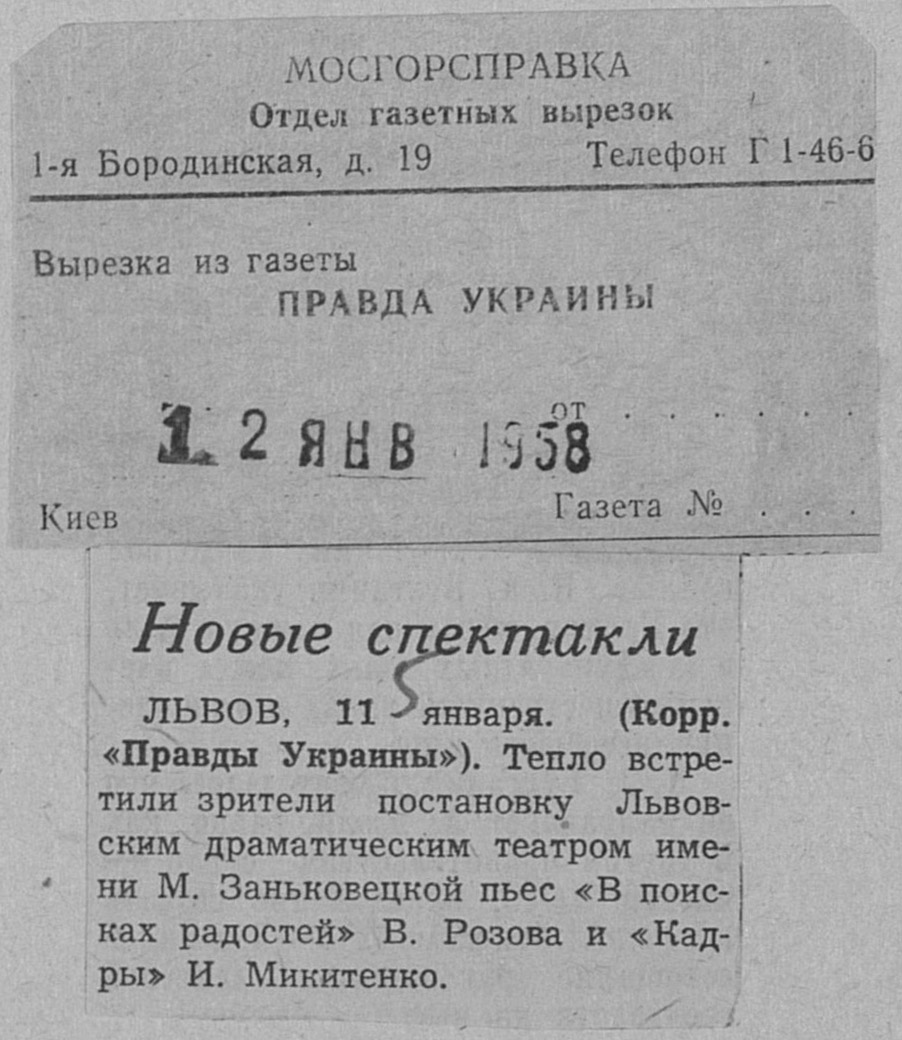 МОСГОРСПРАВКА
Отдел газетных вырезок
1-я Бородинская, д. 19 Телефон Г 1-46-6
Вырезка из газеты
ПРАВДА УКРАИНЫ
от . . . . . .
12 ЯНВ 1958
Киев Газета № . . .
Новые спектакли
ЛЬВОВ, 11 января. (Корр.
«Правды Украины»). Тепло встре-
тили зрители постановку Львов-
ским драматическим театром име-
ни М. Заньковецкой пьес «В поис-
ках радостей» В. Розова и «Кад-
ры» И. Микитенко.